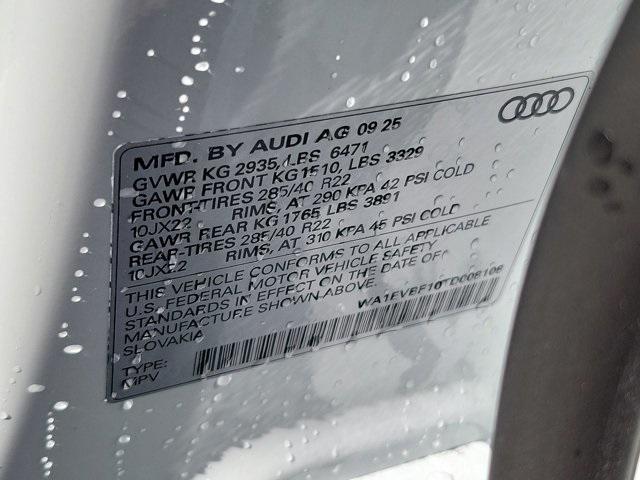 MFD. BY AUDI AG 09 25
GVWR KG 2935, LBS 6471
GAWR FRONT KG 1510, LBS 3329
FRONT-TIRES 285/40 R22
10JX22 RIMS, AT 290 KPA 42 PSI COLD
GAWR REAR KG 1765, LBS 3891
REAR-TIRES 285/40 R22
10JX22 RIMS, AT 310 KPA 45 PSI COLD
THIS VEHICLE CONFORMS TO ALL APPLICABLE
U.S. FEDERAL MOTOR VEHICLE SAFETY
STANDARDS IN EFFECT ON THE DATE OF
MANUFACTURE SHOWN ABOVE.
SLOVAKIA
WA1EVBF10TD008108
TYPE:
MPV